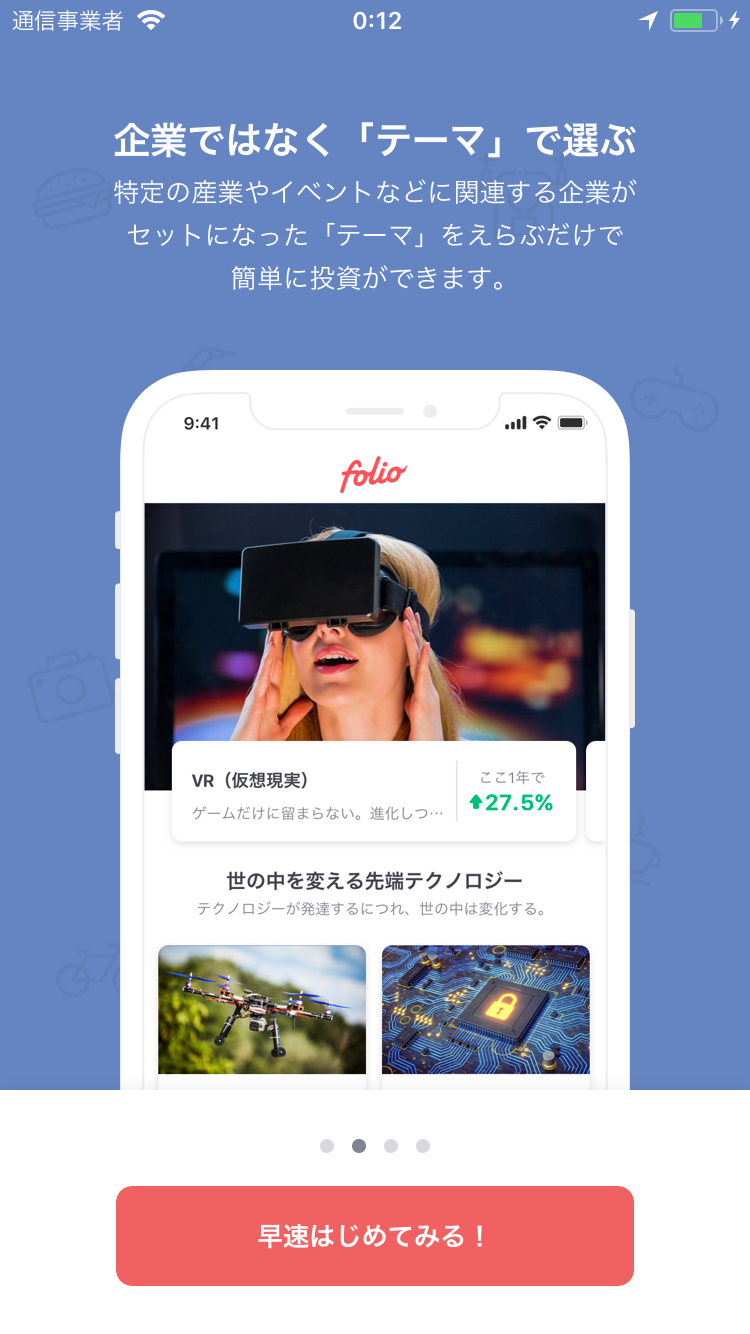 通信事業者
0:12
企業ではなく「テーマ」で選ぶ
特定の産業やイベントなどに関連する企業が
セットになった「テーマ」をえらぶだけで
簡単に投資ができます。
9:41
folio
VR（仮想現実）
ゲームだけに留まらない。進化しつ…
ここ1年で
27.5%
世の中を変える先端テクノロジー
テクノロジーが発達するにつれ、世の中は変化する。
早速はじめてみる！